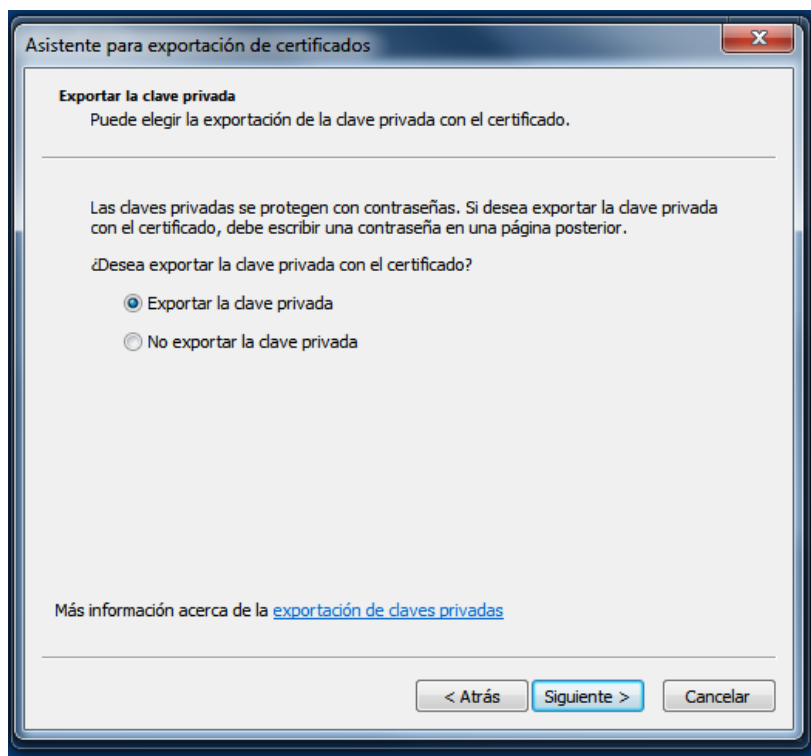 Asistente para exportación de certificados
Exportar la clave privada
Puede elegir la exportación de la clave privada con el certificado.
Las claves privadas se protegen con contraseñas. Si desea exportar la clave privada
con el certificado, debe escribir una contraseña en una página posterior.
¿Desea exportar la clave privada con el certificado?
Exportar la clave privada
No exportar la clave privada
Más información acerca de la exportación de claves privadas
< Atrás
Siguiente >
Cancelar